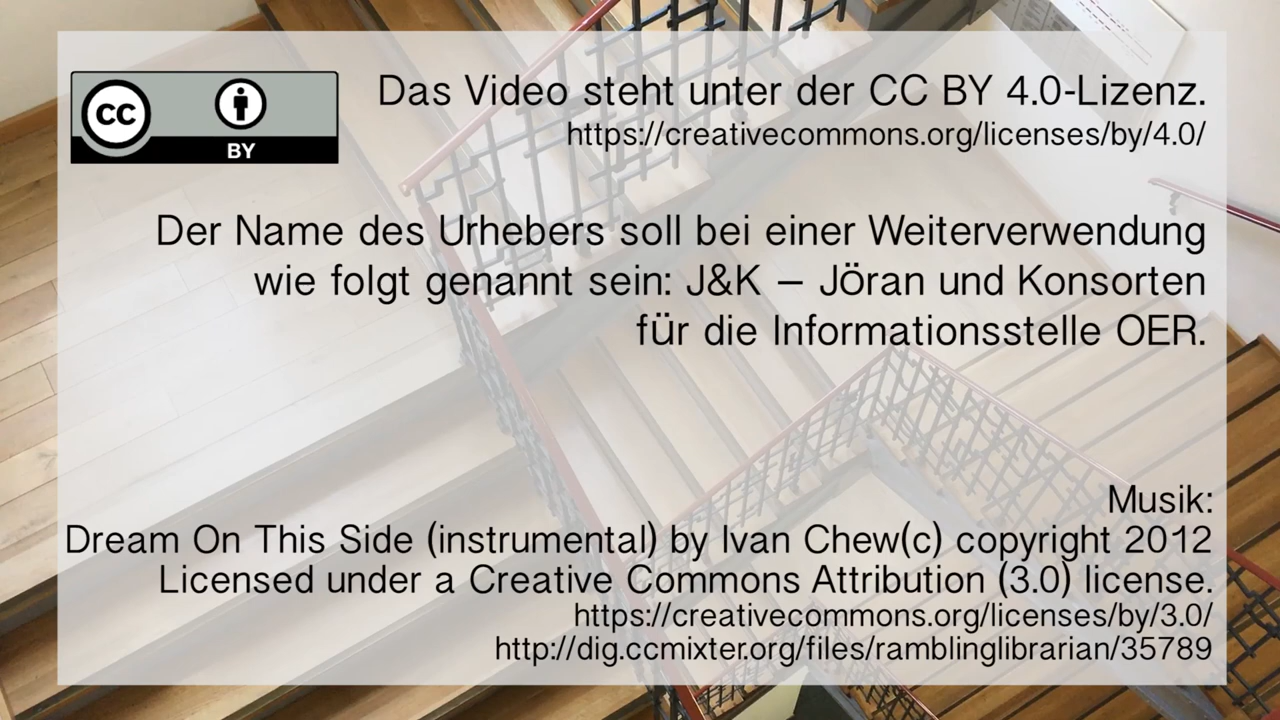 CC
BY
Das Video steht unter der CC BY 4.0-Lizenz.
https://creativecommons.org/licenses/by/4.0/
Der Name des Urhebers soll bei einer Weiterverwendung
wie folgt genannt sein: J&K – Jöran und Konsorten
für die Informationsstelle OER.
Musik:
Dream On This Side (instrumental) by Ivan Chew(c) copyright 2012
Licensed under a Creative Commons Attribution (3.0) license.
https://creativecommons.org/licenses/by/3.0/
http://dig.ccmixter.org/files/ramblinglibrarian/35789